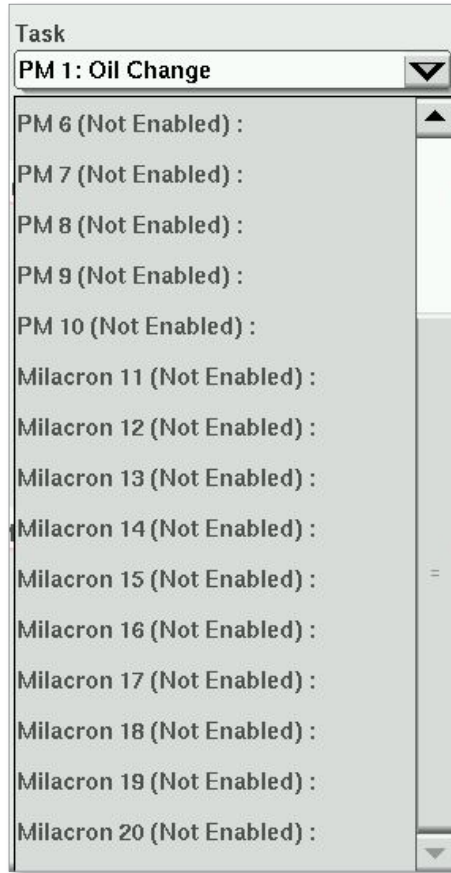 Task
PM 1: Oil Change
PM 6 (Not Enabled) :
PM 7 (Not Enabled) :
PM 8 (Not Enabled) :
PM 9 (Not Enabled) :
PM 10 (Not Enabled) :
Milacron 11 (Not Enabled) :
Milacron 12 (Not Enabled) :
Milacron 13 (Not Enabled) :
Milacron 14 (Not Enabled) :
Milacron 15 (Not Enabled) :
Milacron 16 (Not Enabled) :
Milacron 17 (Not Enabled) :
Milacron 18 (Not Enabled) :
Milacron 19 (Not Enabled) :
Milacron 20 (Not Enabled) :